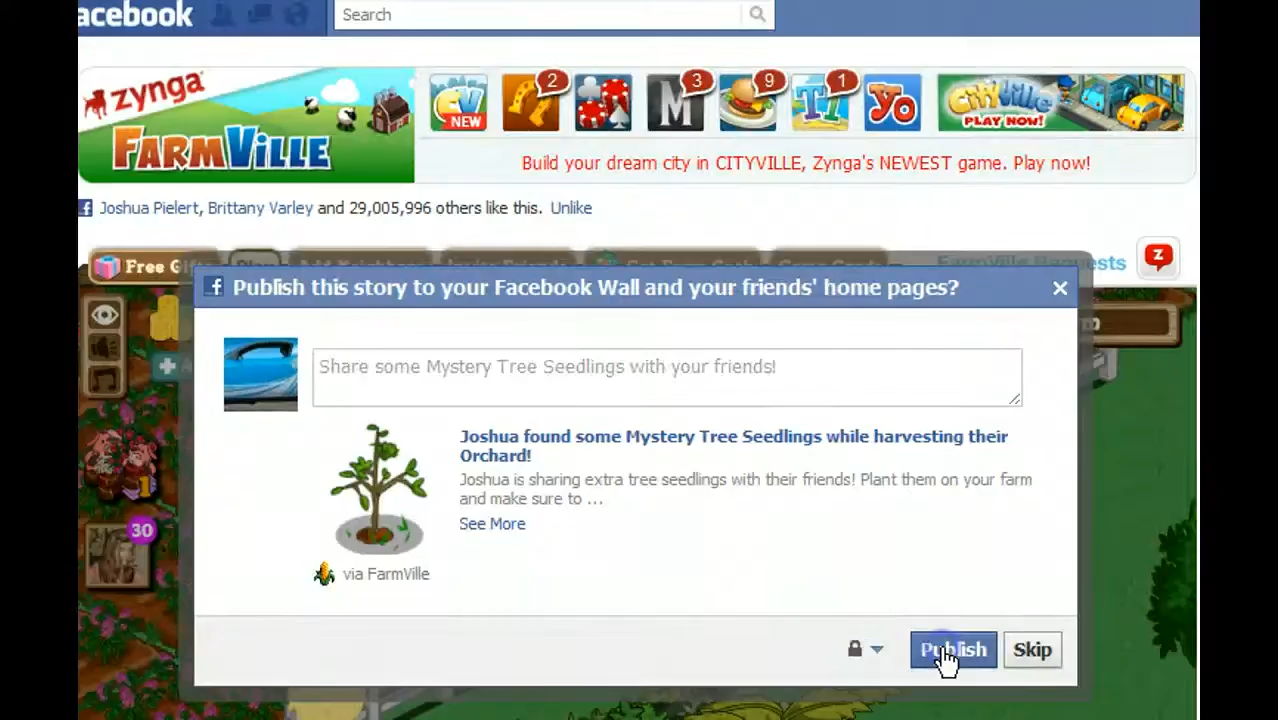 acebook
Search
zynga
FARMVILLE
NEW
2
M
3
9
1
YO
CITYVILLE
PLAY NOW!
Build your dream city in CITYVILLE, Zynga's NEWEST game. Play now!
Joshua Pielert, Brittany Varley and 29,005,996 others like this. Unlike
Free Gi
Publish this story to your Facebook Wall and your friends' home pages?
Share some Mystery Tree Seedlings with your friends!
Joshua found some Mystery Tree Seedlings while harvesting their
Orchard!
Joshua is sharing extra tree seedlings with their friends! Plant them on your farm
and make sure to ...
See More
via FarmVille
30
1
Publish
Skip